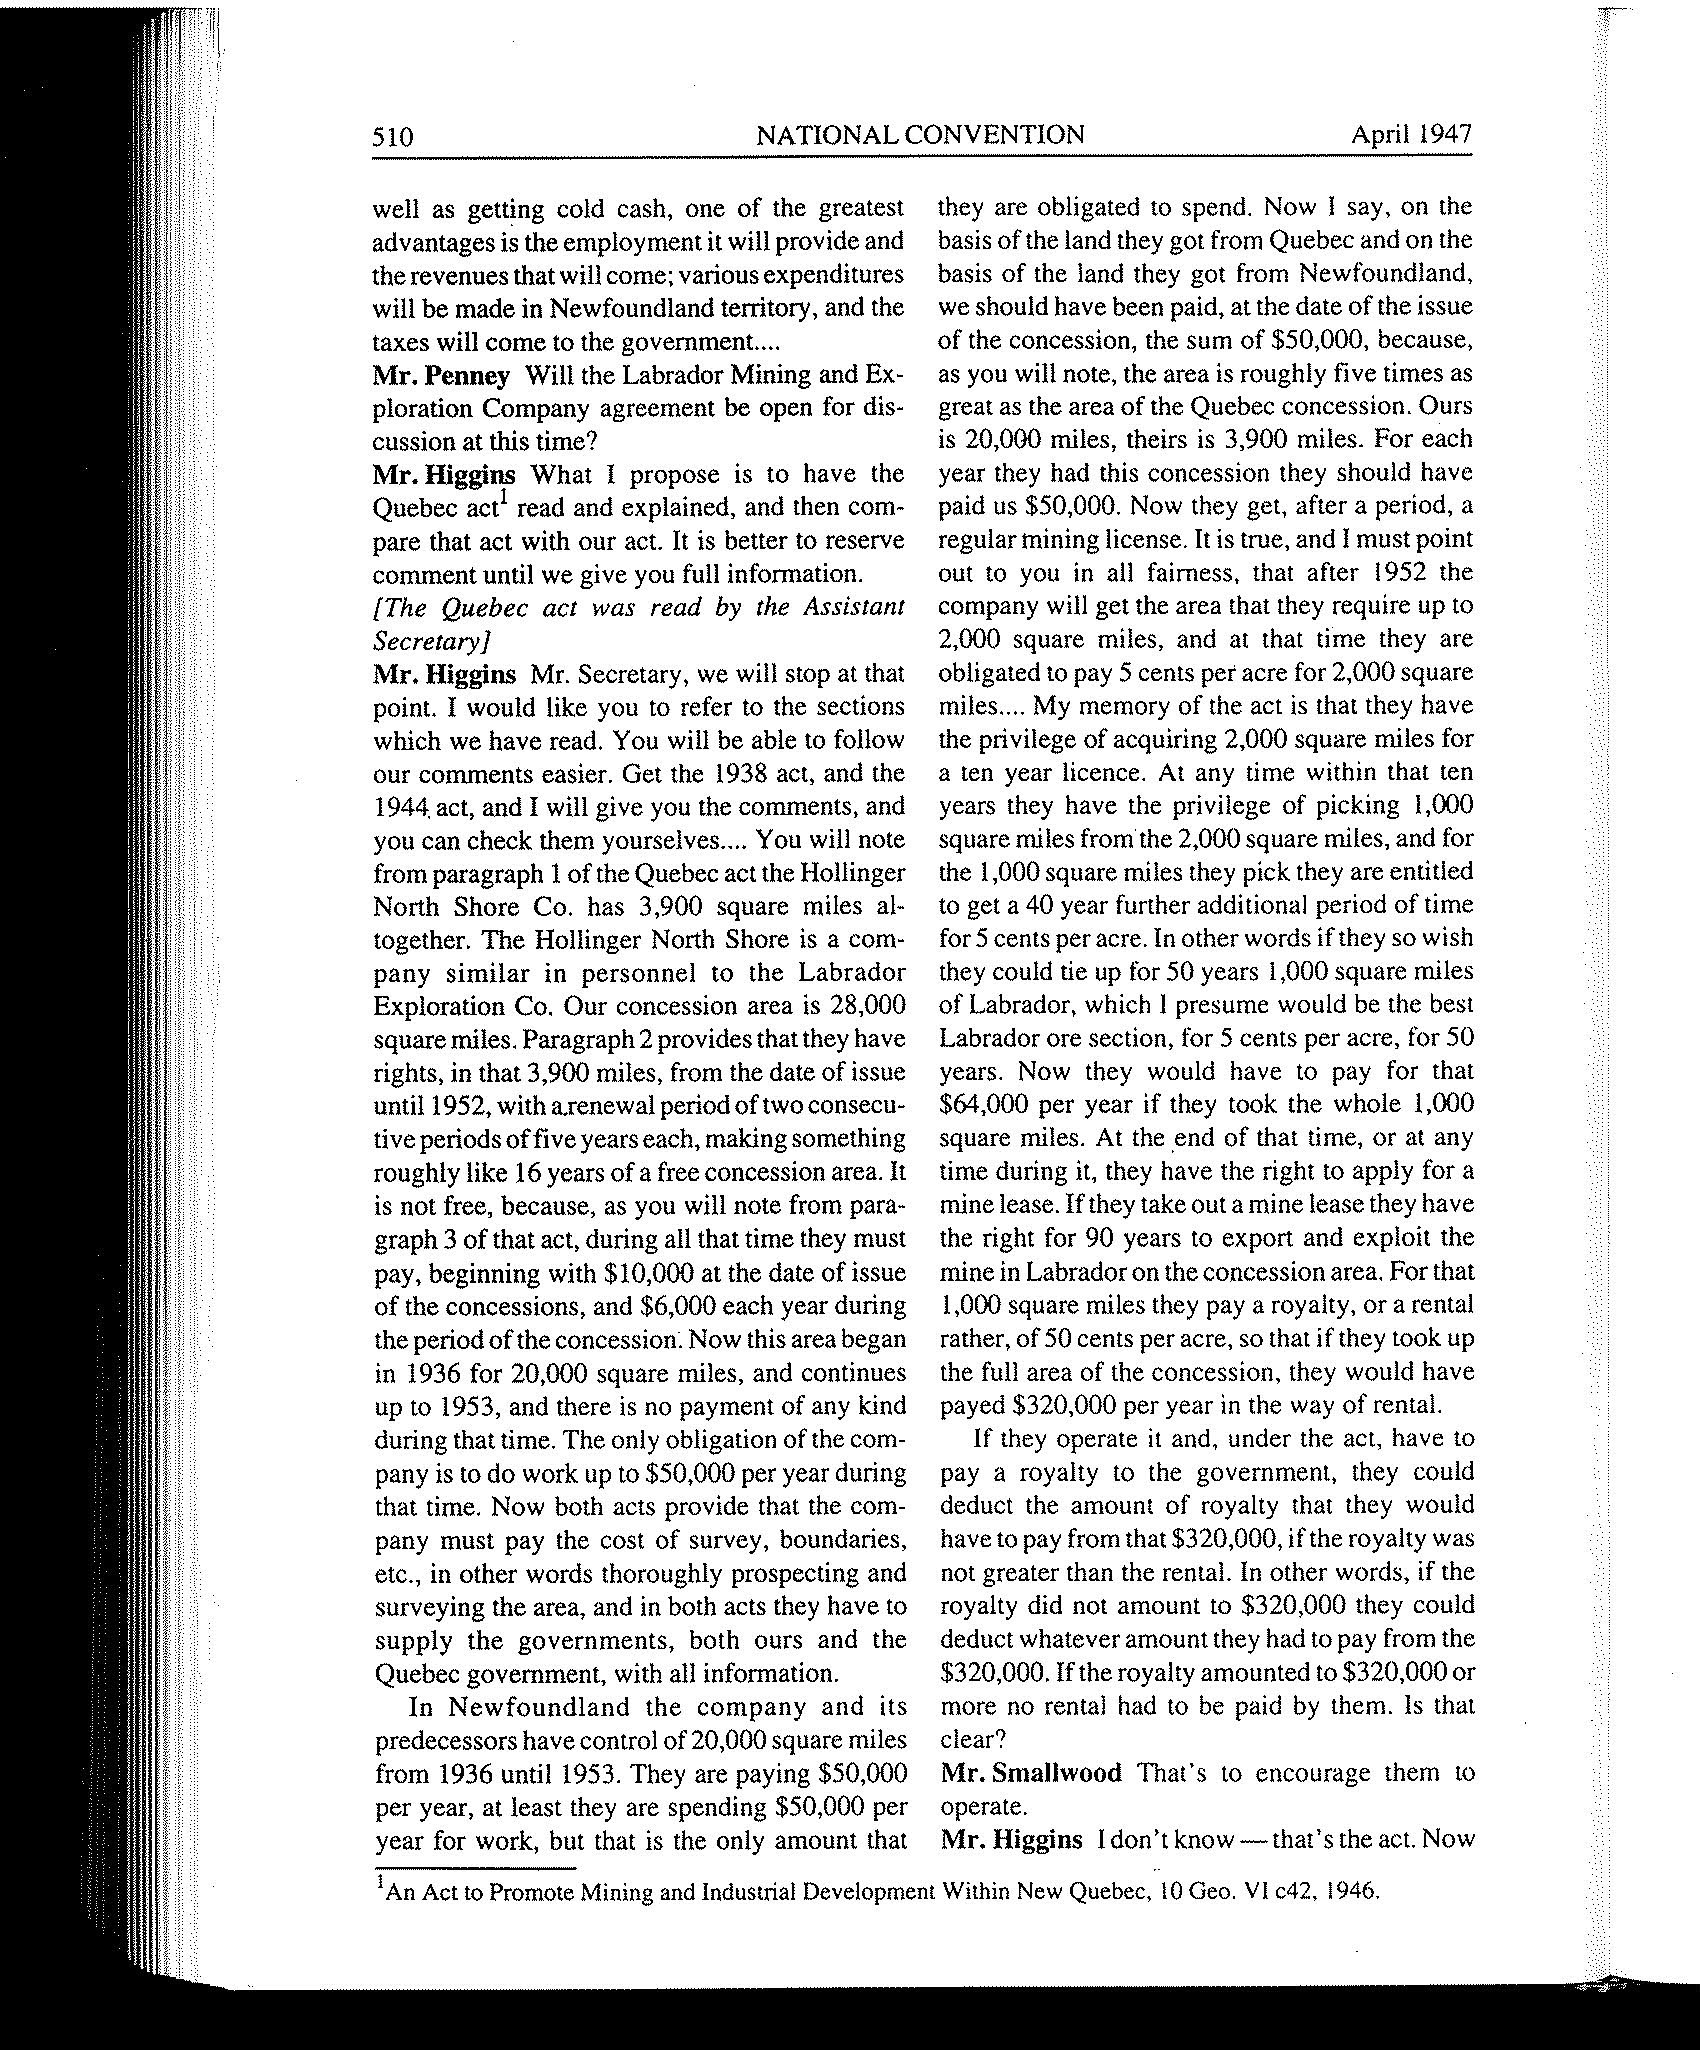 510 NATIONAL CONVENTION April 1947
well as getting cold cash, one of the greatest
advantages is the employment it will provide and
the revenues that will come; various expenditures
will be made in Newfoundland territory, and the
taxes will come to the government....
Mr. Penney Will the Labrador Mining and Ex-
ploration Company agreement be open for dis-
cussion at this time?
Mr. Higgins What I propose is to have the
Quebec act¹ read and explained, and then com-
pare that act with our act. It is better to reserve
comment until we give you full information.
[The Quebec act was read by the Assistant
Secretary]
Mr. Higgins Mr. Secretary, we will stop at that
point. I would like you to refer to the sections
which we have read. You will be able to follow
our comments easier. Get the 1938 act, and the
1944 act, and I will give you the comments, and
you can check them yourselves.... You will note
from paragraph 1 of the Quebec act the Hollinger
North Shore Co. has 3,900 square miles al-
together. The Hollinger North Shore is a com-
pany similar in personnel to the Labrador
Exploration Co. Our concession area is 28,000
square miles. Paragraph 2 provides that they have
rights, in that 3,900 miles, from the date of issue
until 1952, with a renewal period of two consecu-
tive periods of five years each, making something
roughly like 16 years of a free concession area. It
is not free, because, as you will note from para-
graph 3 of that act, during all that time they must
pay, beginning with $10,000 at the date of issue
of the concessions, and $6,000 each year during
the period of the concession. Now this area began
in 1936 for 20,000 square miles, and continues
up to 1953, and there is no payment of any kind
during that time. The only obligation of the com-
pany is to do work up to $50,000 per year during
that time. Now both acts provide that the com-
pany must pay the cost of survey, boundaries,
etc., in other words thoroughly prospecting and
surveying the area, and in both acts they have to
supply the governments, both ours and the
Quebec government, with all information.
In Newfoundland the company and its
predecessors have control of 20,000 square miles
from 1936 until 1953. They are paying $50,000
per year, at least they are spending $50,000 per
year for work, but that is the only amount that
they are obligated to spend. Now I say, on the
basis of the land they got from Quebec and on the
basis of the land they got from Newfoundland,
we should have been paid, at the date of the issue
of the concession, the sum of $50,000, because,
as you will note, the area is roughly five times as
great as the area of the Quebec concession. Ours
is 20,000 miles, theirs is 3,900 miles. For each
year they had this concession they should have
paid us $50,000. Now they get, after a period, a
regular mining license. It is true, and I must point
out to you in all fairness, that after 1952 the
company will get the area that they require up to
2,000 square miles, and at that time they are
obligated to pay 5 cents per acre for 2,000 square
miles.... My memory of the act is that they have
the privilege of acquiring 2,000 square miles for
a ten year licence. At any time within that ten
years they have the privilege of picking 1,000
square miles from the 2,000 square miles, and for
the 1,000 square miles they pick they are entitled
to get a 40 year further additional period of time
for 5 cents per acre. In other words if they so wish
they could tie up for 50 years 1,000 square miles
of Labrador, which I presume would be the best
Labrador ore section, for 5 cents per acre, for 50
years. Now they would have to pay for that
$64,000 per year if they took the whole 1,000
square miles. At the end of that time, or at any
time during it, they have the right to apply for a
mine lease. If they take out a mine lease they have
the right for 90 years to export and exploit the
mine in Labrador on the concession area. For that
1,000 square miles they pay a royalty, or a rental
rather, of 50 cents per acre, so that if they took up
the full area of the concession, they would have
payed $320,000 per year in the way of rental.
If they operate it and, under the act, have to
pay a royalty to the government, they could
deduct the amount of royalty that they would
have to pay from that $320,000, if the royalty was
not greater than the rental. In other words, if the
royalty did not amount to $320,000 they could
deduct whatever amount they had to pay from the
$320,000. If the royalty amounted to $320,000 or
more no rental had to be paid by them. Is that
clear?
Mr. Smallwood That's to encourage them to
operate.
Mr. Higgins I don't know — that's the act. Now
¹An Act to Promote Mining and Industrial Development Within New Quebec, 10 Geo. VI c42, 1946.